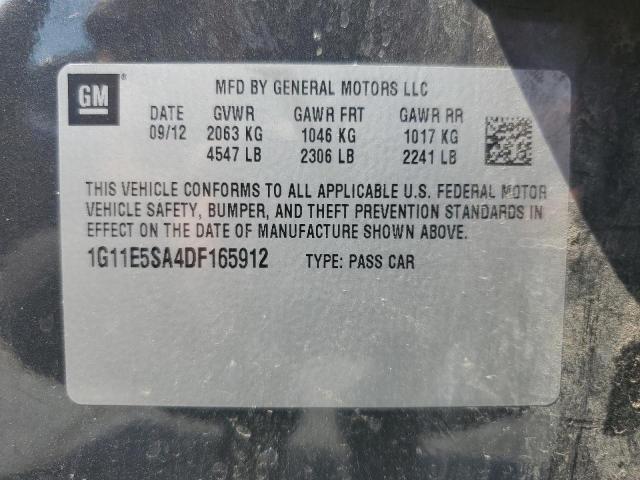 GM®
MFD BY GENERAL MOTORS LLC
DATE GVWR GAWR FRT GAWR RR
09/12 2063 KG 1046 KG 1017 KG
4547 LB 2306 LB 2241 LB
THIS VEHICLE CONFORMS TO ALL APPLICABLE U.S. FEDERAL MOTOR
VEHICLE SAFETY, BUMPER, AND THEFT PREVENTION STANDARDS IN
EFFECT ON THE DATE OF MANUFACTURE SHOWN ABOVE.
1G11E5SA4DF165912 TYPE: PASS CAR